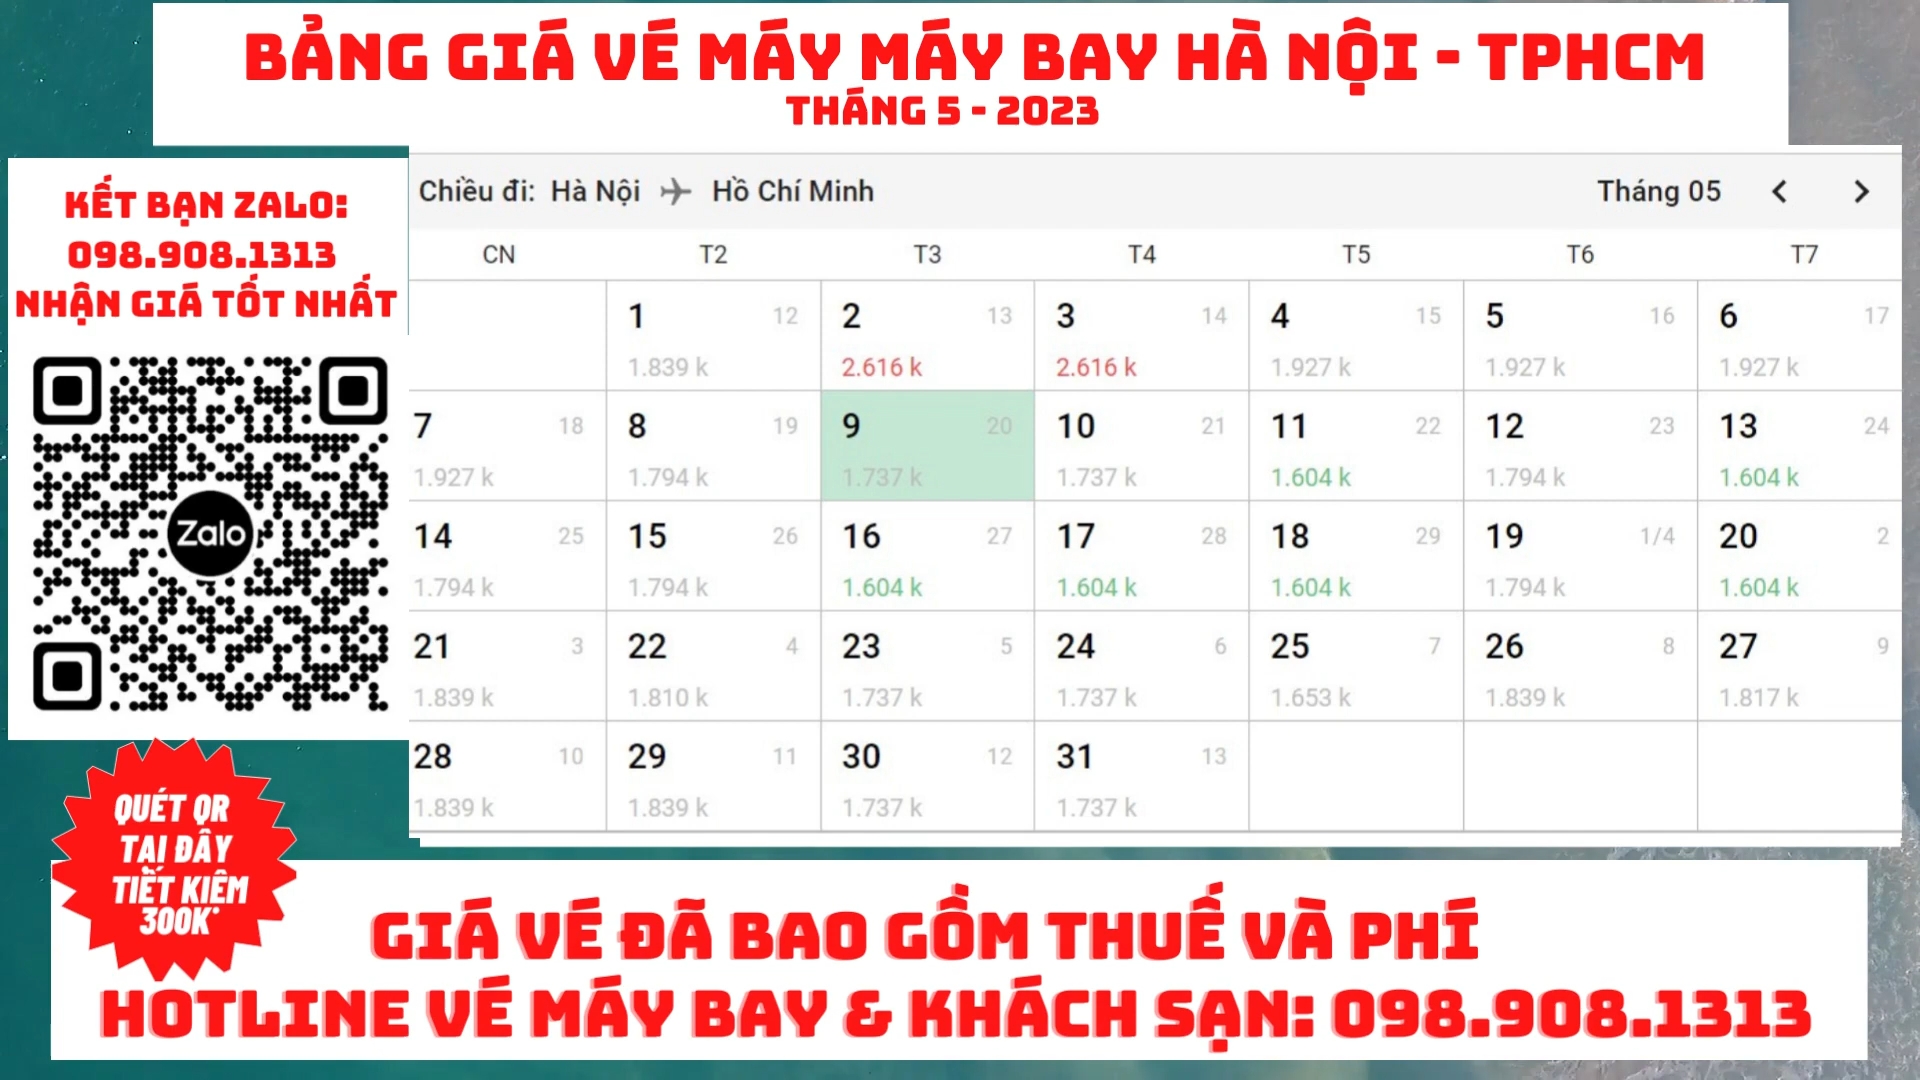 BẢNG GIÁ VÉ MÁY MÁY BAY HÀ NỘI - TPHCM
THÁNG 5 - 2023
KẾT BẠN ZALO:
098.908.1313
NHẬN GIÁ TỐT NHẤT
Zalo
Chiều đi: Hà Nội Hồ Chí Minh Tháng 05
CN T2 T3 T4 T5 T6 T7
1 12 2 13 3 14 4 15 5 16 6 17
1.839 k 2.616 k 2.616 k 1.927 k 1.927 k 1.927 k
7 18 8 19 9 20 10 21 11 22 12 23 13 24
1.927 k 1.794 k 1.737 k 1.737 k 1.604 k 1.794 k 1.604 k
14 25 15 26 16 27 17 28 18 29 19 1/4 20 2
1.794 k 1.794 k 1.604 k 1.604 k 1.604 k 1.794 k 1.604 k
21 3 22 4 23 5 24 6 25 7 26 8 27 9
1.839 k 1.810 k 1.737 k 1.737 k 1.653 k 1.839 k 1.817 k
28 10 29 11 30 12 31 13
1.839 k 1.839 k 1.737 k 1.737 k
QUÉT QR
TẠI ĐÂY
TIẾT KIỆM
300K*
GIÁ VÉ ĐÃ BAO GỒM THUẾ VÀ PHÍ
HOTLINE VÉ MÁY BAY & KHÁCH SẠN: 098.908.1313